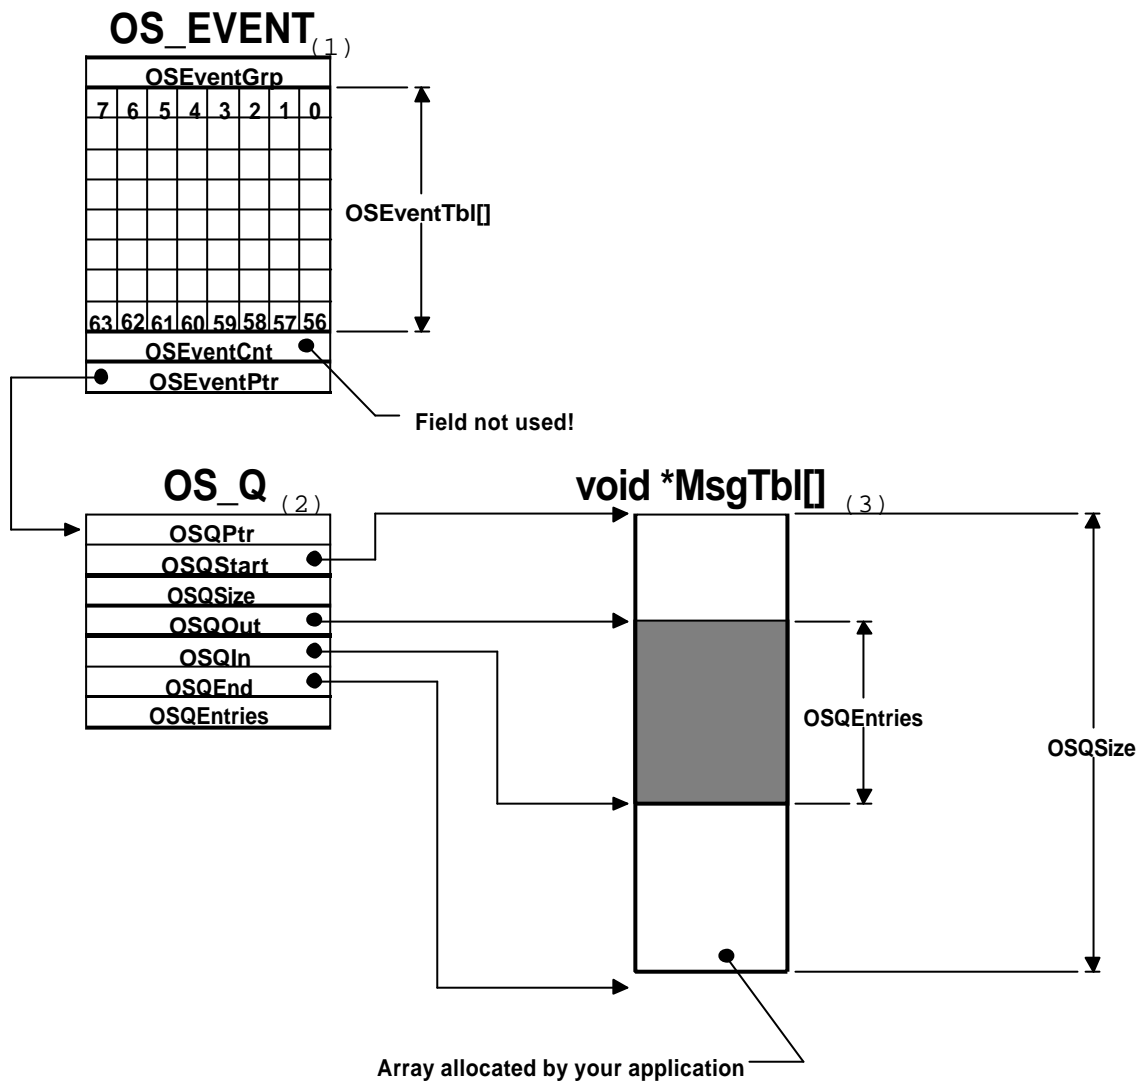 OS_EVENT (1)
OSEventGrp
7 6 5 4 3 2 1 0
OSEventTbl[]
63 62 61 60 59 58 57 56
OSEventCnt
OSEventPtr
Field not used!
OS_Q (2)
void *MsgTbl[] (3)
OSQPtr
OSQStart
OSQSize
OSQOut
OSQIn
OSQEnd
OSQEntries
OSQEntries
OSQSize
Array allocated by your application